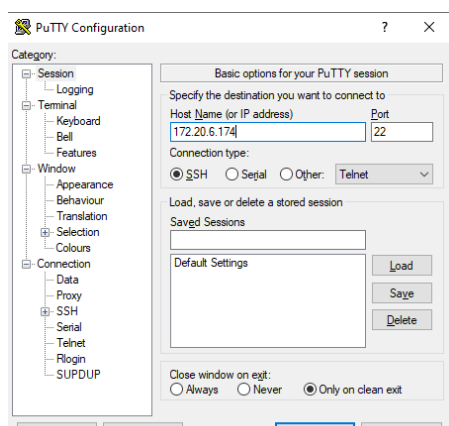 PuTTY Configuration ? ×
Category:
Session
Logging
Terminal
Keyboard
Bell
Features
Window
Appearance
Behaviour
Translation
Selection
Colours
Connection
Data
Proxy
SSH
Serial
Telnet
Rlogin
SUPDUP
Basic options for your PuTTY session
Specify the destination you want to connect to
Host Name (or IP address) Port
172.20.6.174 22
Connection type:
SSH Serial Other: Telnet
Load, save or delete a stored session
Saved Sessions
Default Settings
Load
Save
Delete
Close window on exit:
Always Never Only on clean exit